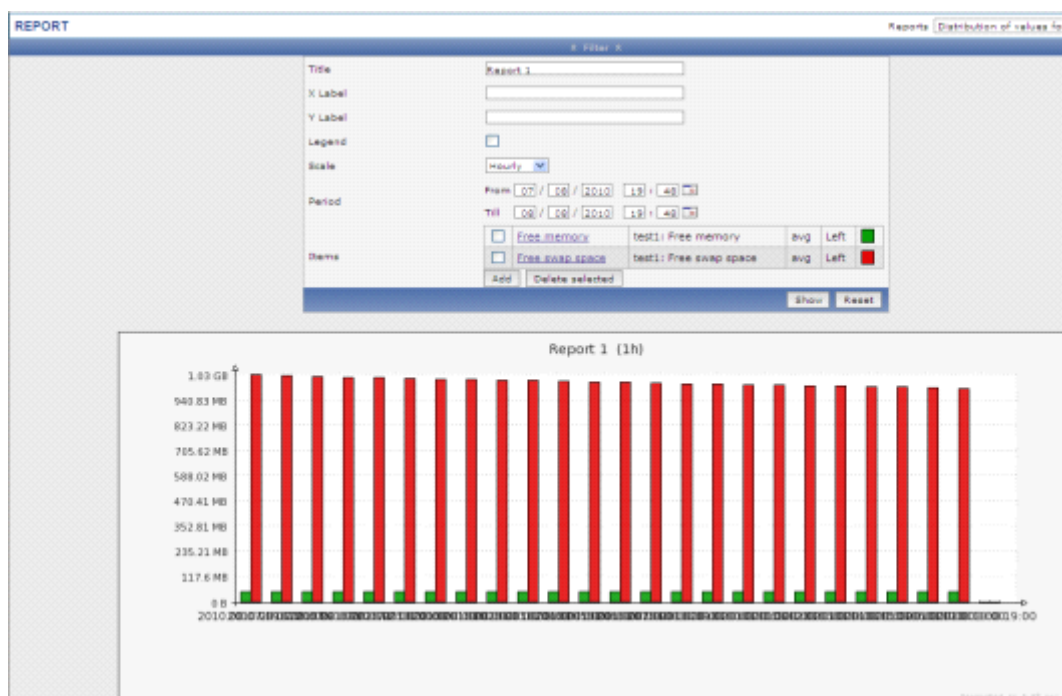 REPORT
Reports Distribution of values fo
Filter
Title Report 1
X Label
Y Label
Legend
Scale Hourly
Period
From 07 / 08 / 2010 19 : 48
Till 08 / 08 / 2010 19 : 48
Items
Free memory test1: Free memory avg Left
Free swap space test1: Free swap space avg Left
Add Delete selected
Show Reset
Report 1 (1h)
1.03 GB
940.83 MB
823.22 MB
705.62 MB
588.02 MB
470.41 MB
352.81 MB
235.21 MB
117.6 MB
0 B